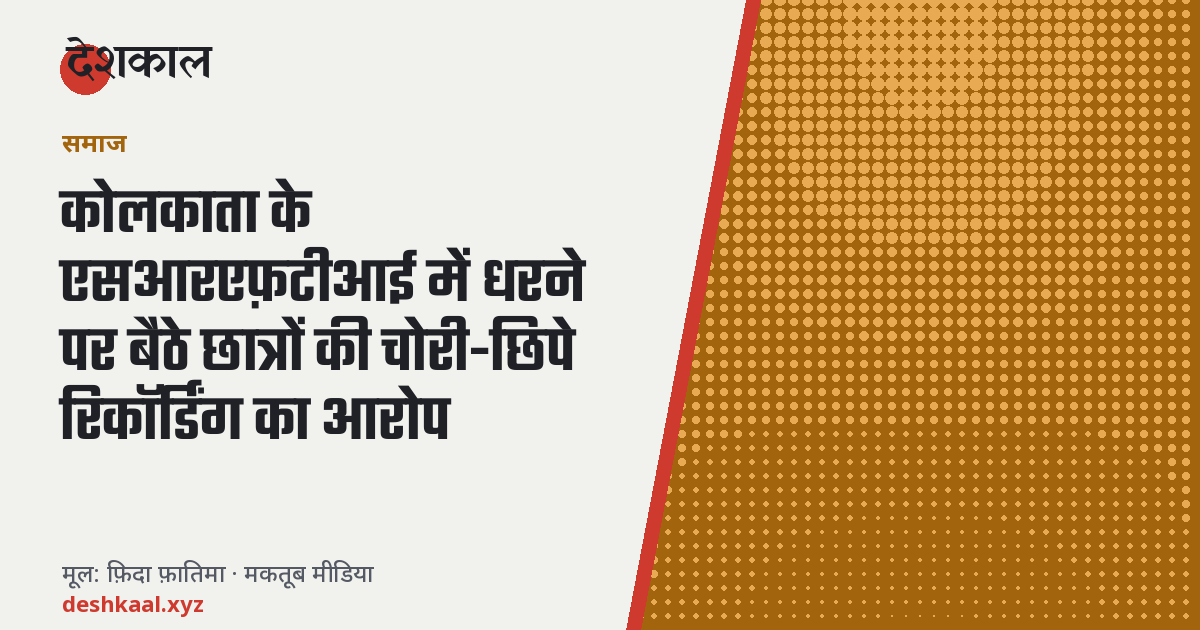 देशकाल
समाज
कोलकाता के
एसआरएफ़टीआई में धरने
पर बैठे छात्रों की चोरी-छिपे
रिकॉर्डिंग का आरोप
मूल: फ़िदा फ़ातिमा · मकतूब मीडिया
deshkaal.xyz